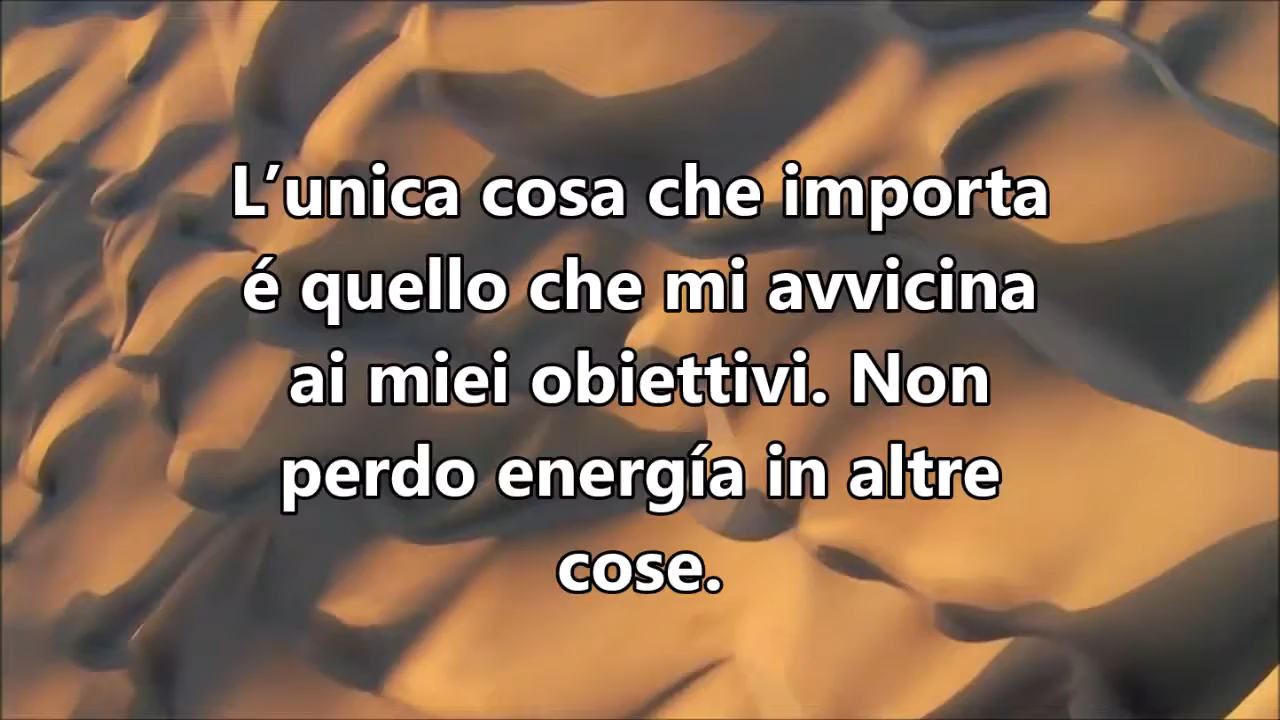 L’unica cosa che importa
é quello che mi avvicina
ai miei obiettivi. Non
perdo energía in altre
cose.